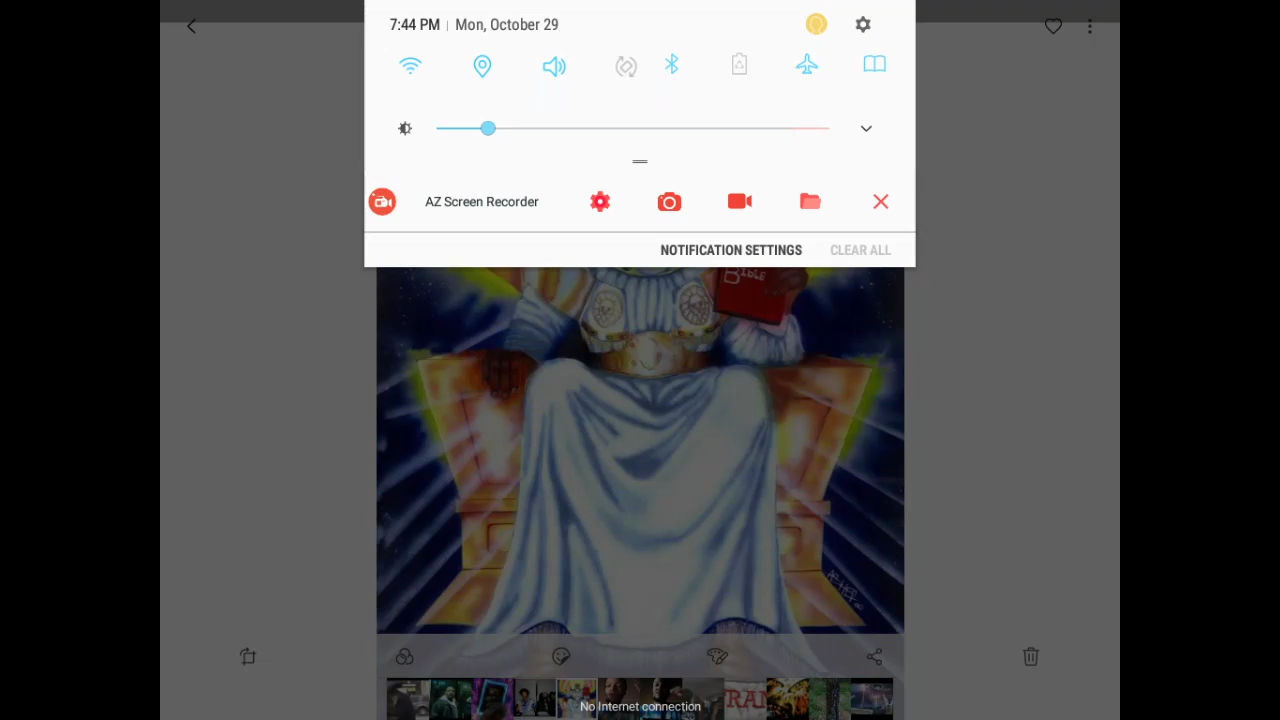 7:44 PM | Mon, October 29
AZ Screen Recorder
NOTIFICATION SETTINGS CLEAR ALL
BIBLE
No Internet connection